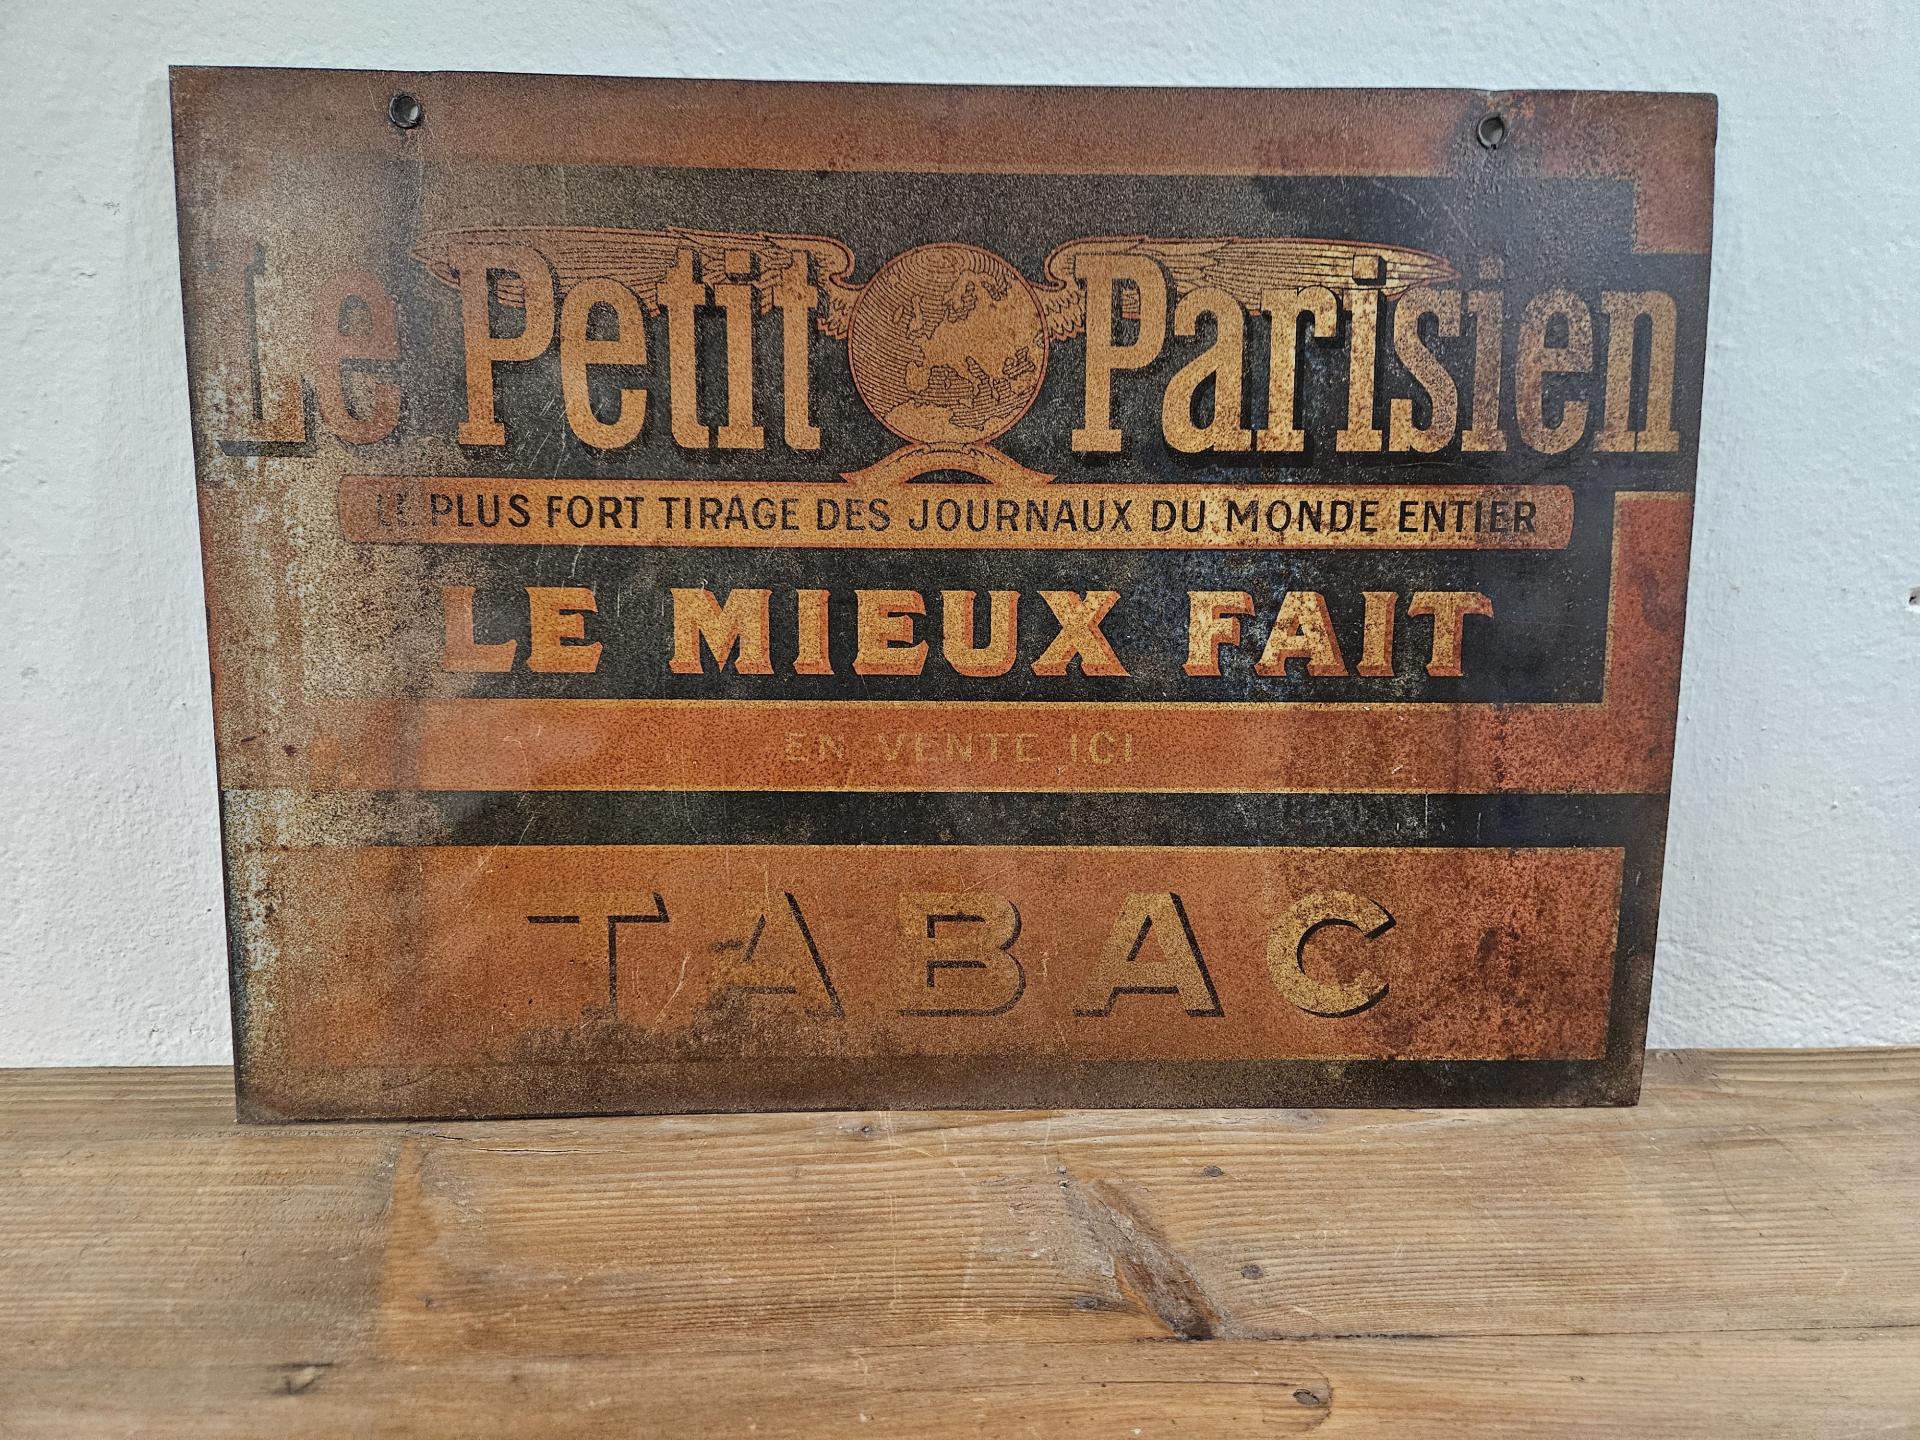 Le Petit Parisien
LE PLUS FORT TIRAGE DES JOURNAUX DU MONDE ENTIER
LE MIEUX FAIT
EN VENTE ICI
TABAC